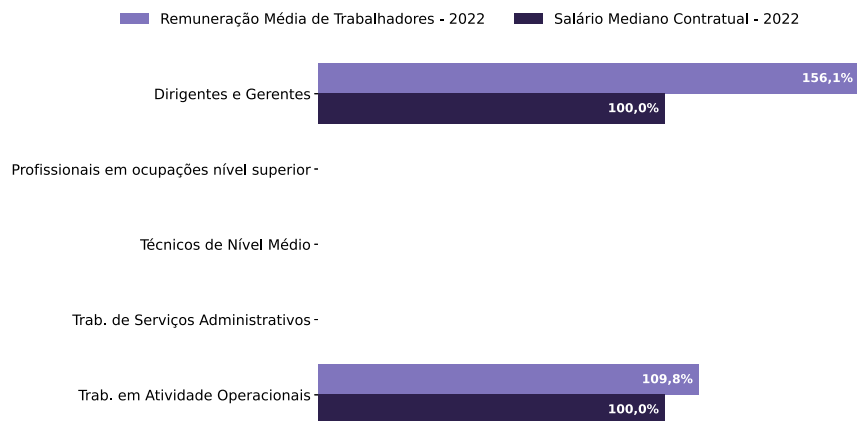 Remuneração Média de Trabalhadores - 2022 Salário Mediano Contratual - 2022
Dirigentes e Gerentes 156,1%
100,0%
Profissionais em ocupações nível superior
Técnicos de Nível Médio
Trab. de Serviços Administrativos
Trab. em Atividade Operacionais 109,8%
100,0%